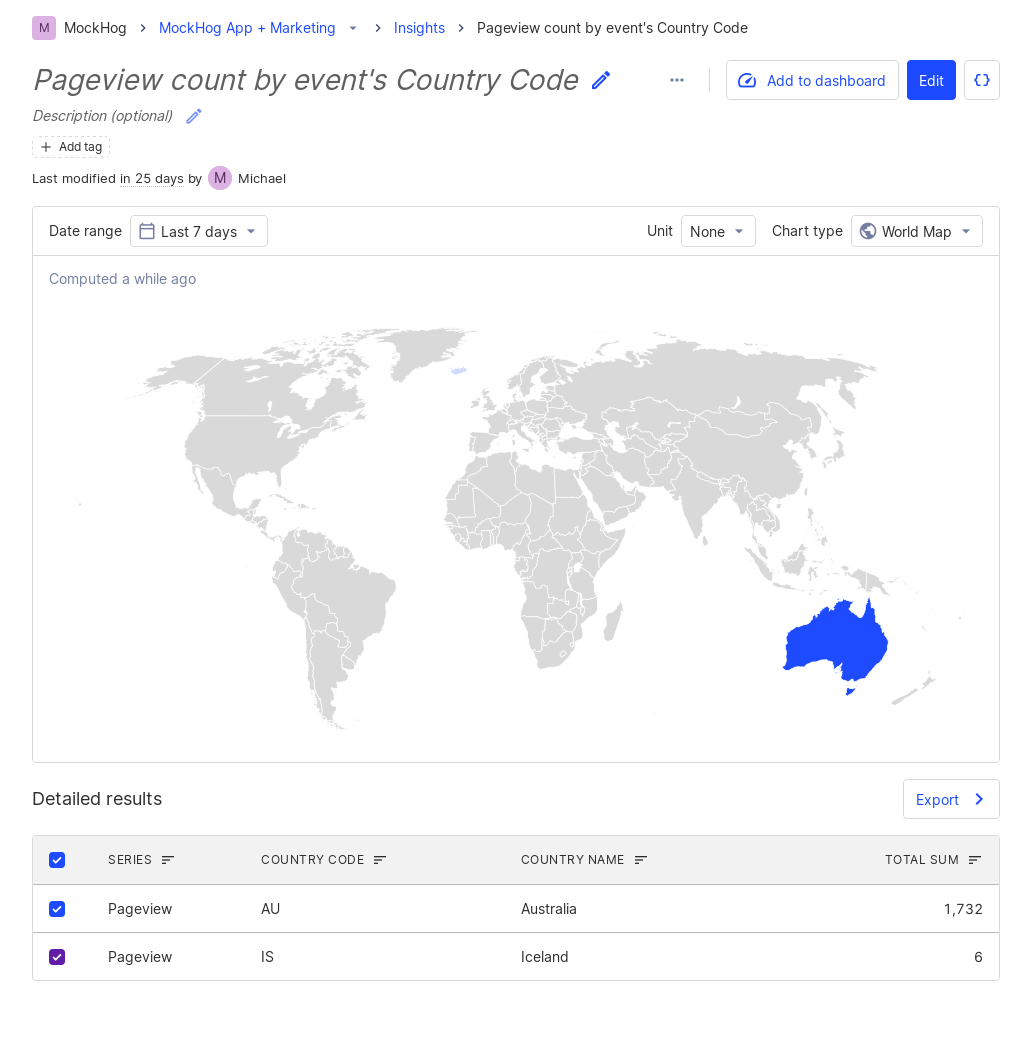 M MockHog MockHog App + Marketing Insights Pageview count by event's Country Code
Pageview count by event's Country Code
Add to dashboard Edit
Description (optional)
Add tag
Last modified in 25 days by M Michael
Date range Last 7 days Unit None Chart type World Map
Computed a while ago
Detailed results Export
SERIES COUNTRY CODE COUNTRY NAME TOTAL SUM
Pageview AU Australia 1,732
Pageview IS Iceland 6